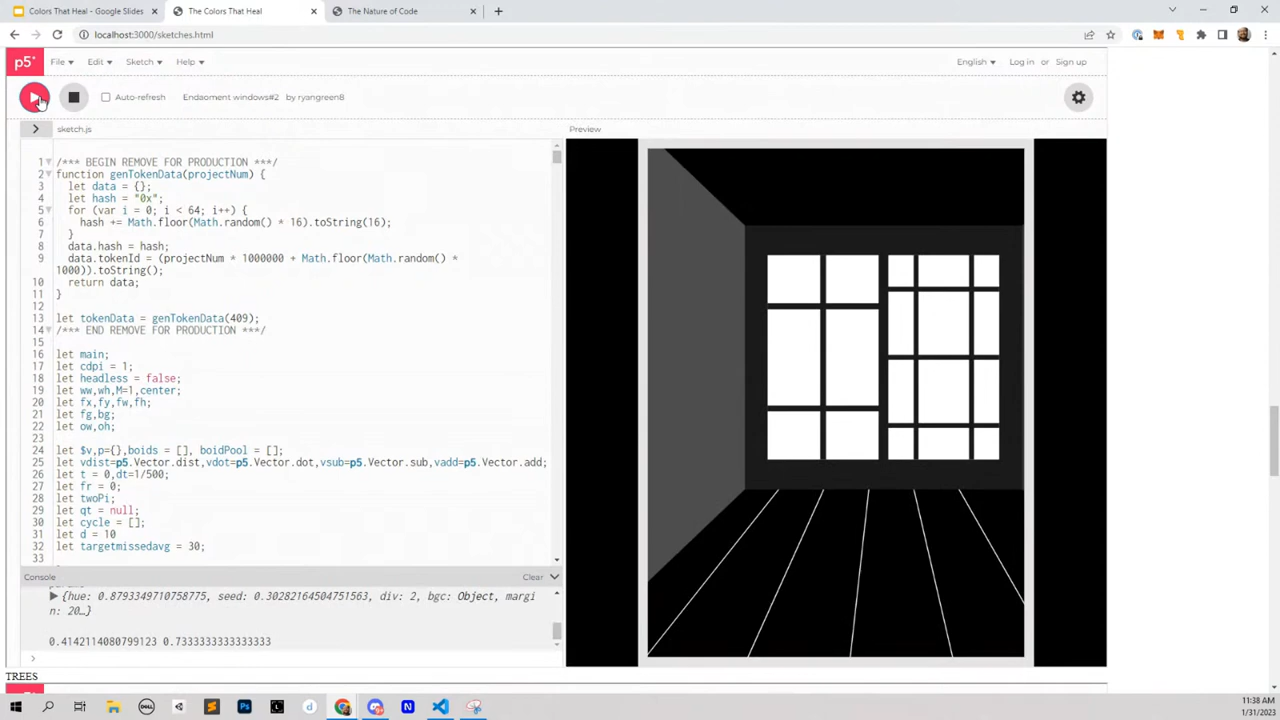 Colors That Heal - Google Slides
The Colors That Heal
The Nature of Code
localhost:3000/sketches.html
p5*
File
Edit
Sketch
Help
English
Log in or Sign up
Auto-refresh
Endaoment windows#2 by ryangreen8
sketch.js
Preview
1 /*** BEGIN REMOVE FOR PRODUCTION ***/
2 function genTokenData(projectNum) {
3 let data = {};
4 let hash = "0x";
5 for (var i = 0; i < 64; i++) {
6 hash += Math.floor(Math.random() * 16).toString(16);
7 }
8 data.hash = hash;
9 data.tokenId = (projectNum * 1000000 + Math.floor(Math.random() *
1000)).toString();
10 return data;
11 }
12
13 let tokenData = genTokenData(409);
14 /*** END REMOVE FOR PRODUCTION ***/
15
16 let main;
17 let cdpi = 1;
18 let headless = false;
19 let ww,wh,M=1,center;
20 let fx,fy,fw,fh;
21 let fg,bg;
22 let ow,oh;
23
24 let $v,p={},boids = [], boidPool = [];
25 let vdist=p5.Vector.dist,vdot=p5.Vector.dot,vsub=p5.Vector.sub,vadd=p5.Vector.add;
26 let t = 0,dt=1/500;
27 let fr = 0;
28 let twoPi;
29 let qt = null;
30 let cycle = [];
31 let d = 10
32 let targetmissedavg = 30;
33
Console
Clear
{hue: 0.8793349710758775, seed: 0.30282164504751563, div: 2, bgc: Object, margi
n: 20…}
0.4142114080799123 0.7333333333333333
TREES
11:38 AM
1/31/2023